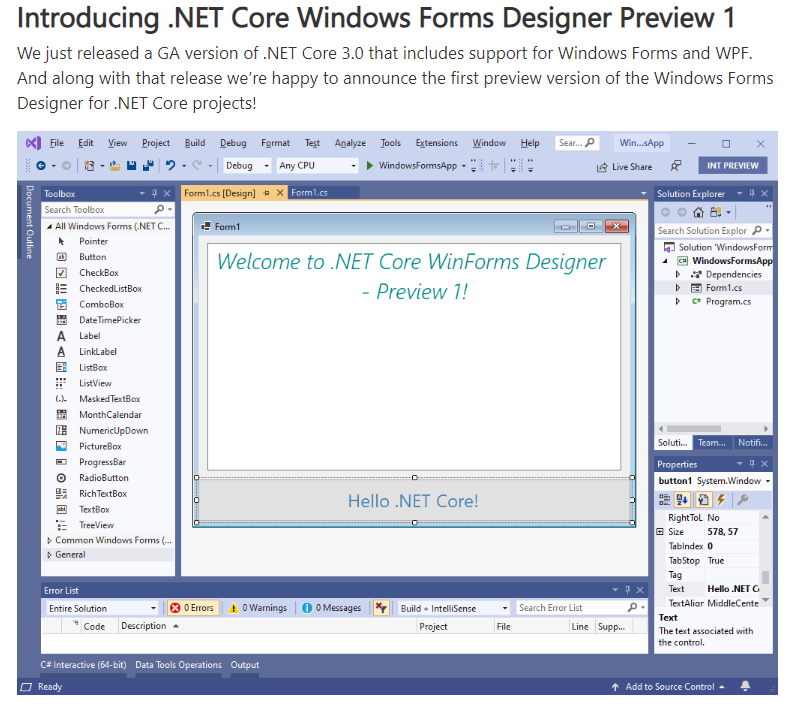 Introducing .NET Core Windows Forms Designer Preview 1
We just released a GA version of .NET Core 3.0 that includes support for Windows Forms and WPF.
And along with that release we're happy to announce the first preview version of the Windows Forms
Designer for .NET Core projects!
File Edit View Project Build Debug Format Test Analyze Tools Extensions Window Help Sear... Win...sApp
Debug Any CPU WindowsFormsApp Live Share INT PREVIEW
Document Outline
Toolbox
Search Toolbox
All Windows Forms (.NET C...
Pointer
Button
CheckBox
CheckedListBox
ComboBox
DateTimePicker
Label
LinkLabel
ListBox
ListView
MaskedTextBox
MonthCalendar
NumericUpDown
PictureBox
ProgressBar
RadioButton
RichTextBox
TextBox
TreeView
Common Windows Forms (...
General
Form1.cs [Design] Form1.cs
Form1
Welcome to .NET Core WinForms Designer
- Preview 1!
Hello .NET Core!
Solution Explorer
Search Solution Explor
Solution 'WindowsForm
WindowsFormsApp
Dependencies
Form1.cs
C# Program.cs
Soluti... Team... Notifi...
Properties
button1 System.Window
RightToL No
Size 578, 57
TabIndex 0
TabStop True
Tag
Text Hello .NET C
TextAlign MiddleCente
Text
The text associated with
the control.
Error List
Entire Solution 0 Errors 0 Warnings 0 Messages Build + IntelliSense Search Error List
Code Description Project File Line Supp...
C# Interactive (64-bit) Data Tools Operations Output
Ready Add to Source Control